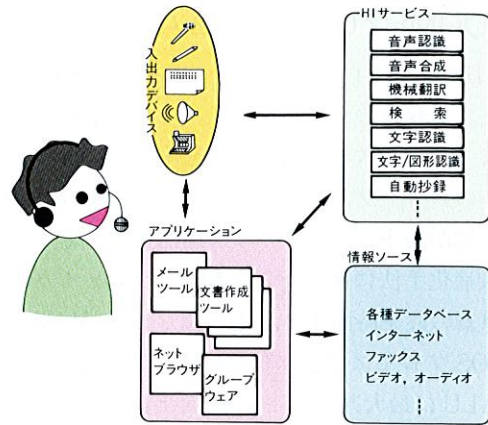 入出力デバイス
HIサービス
音声認識
音声合成
機械翻訳
検 索
文字認識
文字/図形認識
自動抄録
アプリケーション
メール
ツール
文書作成
ツール
ネット
ブラウザ
グループ
ウェア
情報ソース
各種データベース
インターネット
ファックス
ビデオ, オーディオ